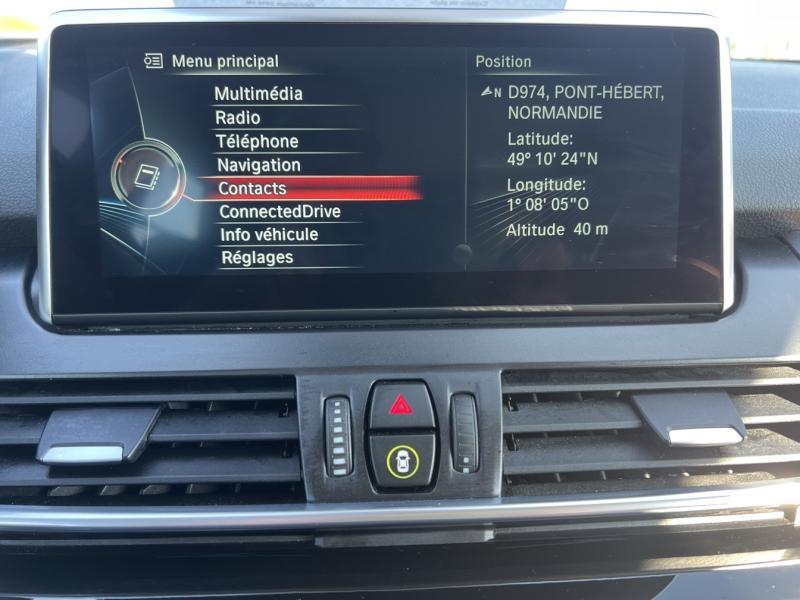 Menu principal
Multimédia
Radio
Téléphone
Navigation
Contacts
ConnectedDrive
Info véhicule
Réglages
Position
N D974, PONT-HÉBERT,
NORMANDIE
Latitude:
49° 10' 24"N
Longitude:
1° 08' 05"O
Altitude 40 m